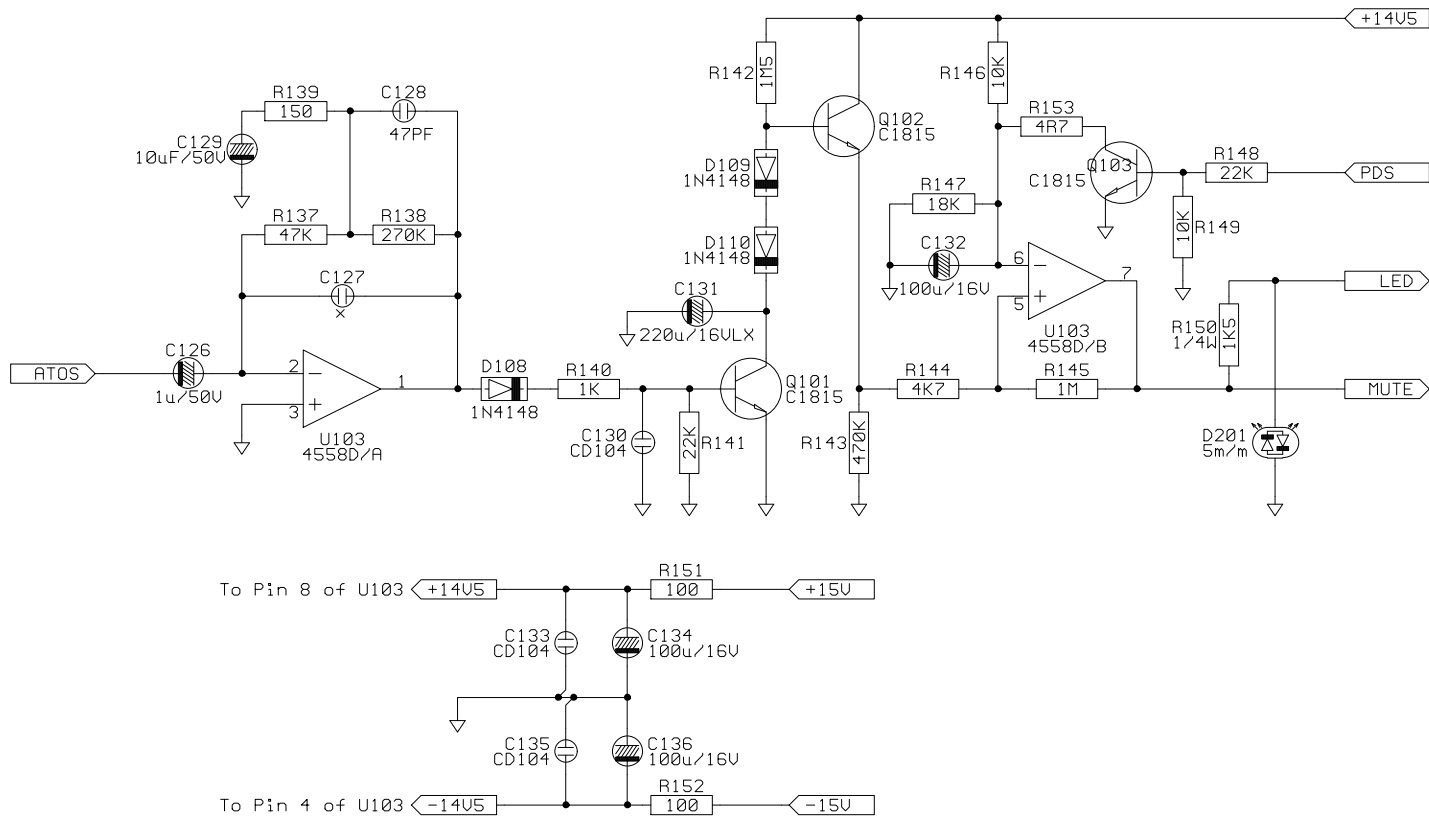 +14V5
R142
1M5
R146
10K
R139
150
C128
47PF
R153
4R7
Q102
C1815
C129
10uF/50V
D109
1N4148
Q103
C1815
R148
22K
PDS
R147
18K
10K
R149
R137
47K
R138
270K
D110
1N4148
C132
100u/16V
6
7
5
LED
C127
x
C131
220u/16VLX
R150
1/4W
1K5
U103
4558D/B
C126
ATOS
1u/50V
2
1
3
D108
1N4148
R140
1K
Q101
C1815
R144
4K7
R145
1M
MUTE
U103
4558D/A
C130
CD104
22K
R141
R143
470K
D201
5m/m
To Pin 8 of U103
+14V5
R151
100
+15V
C133
CD104
C134
100u/16V
C135
CD104
C136
100u/16V
To Pin 4 of U103
-14V5
R152
100
-15V